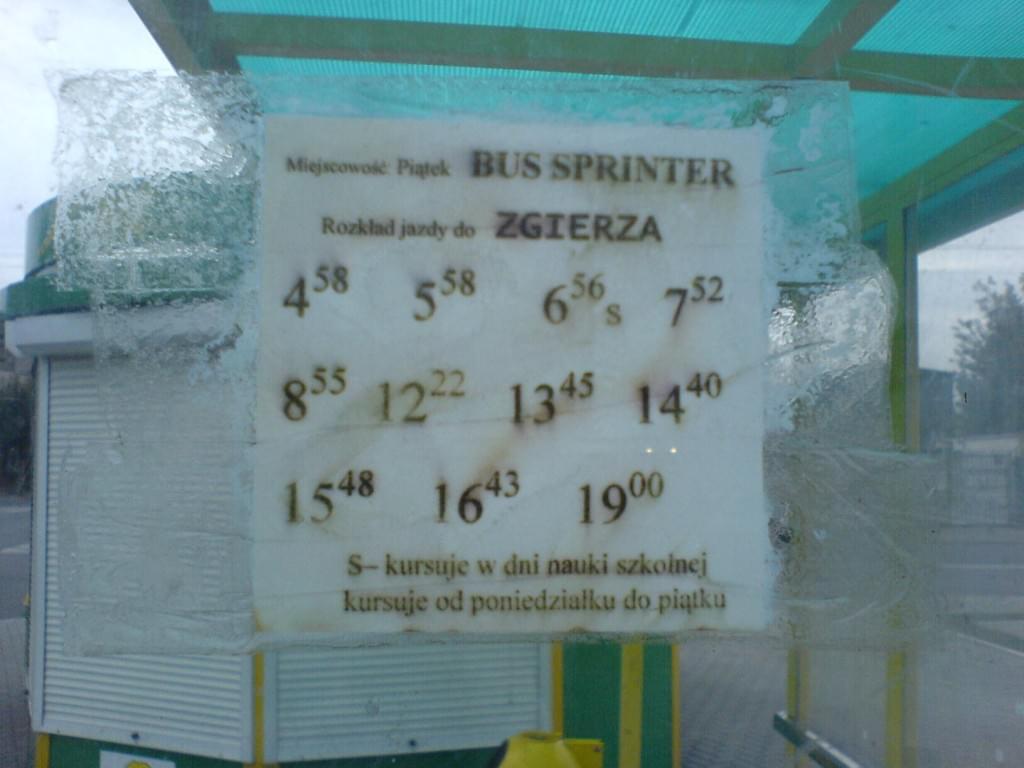 Miejscowość Piątek BUS SPRINTER
Rozkład jazdy do ZGIERZA
4⁵⁸ 5⁵⁸ 6⁵⁶s 7⁵²
8⁵⁵ 12²² 13⁴⁵ 14⁴⁰
15⁴⁸ 16⁴³ 19⁰⁰
S– kursuje w dni nauki szkolnej
kursuje od poniedziałku do piątku